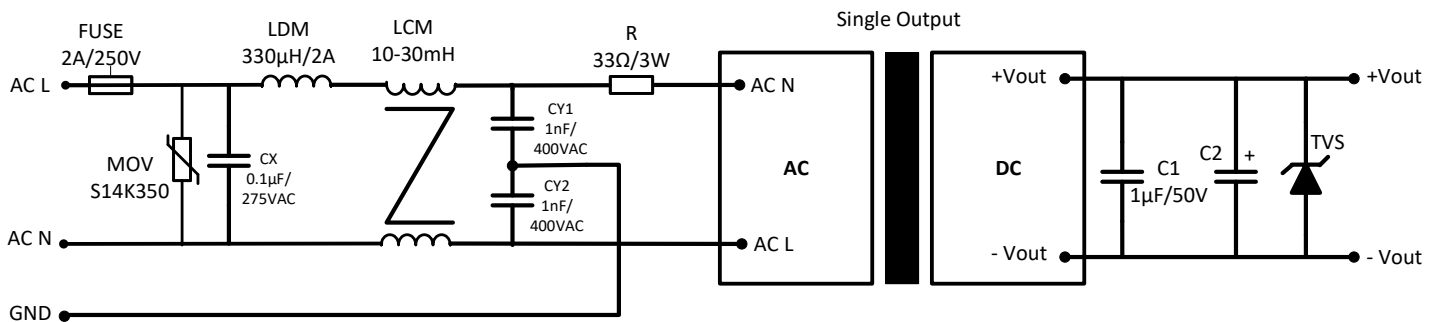 Single Output
FUSE
2A/250V
LDM
330µH/2A
LCM
10-30mH
R
33Ω/3W
AC L
AC N
+Vout
+Vout
CY1
1nF/
400VAC
MOV
S14K350
CX
0.1µF/
275VAC
CY2
1nF/
400VAC
AC
DC
C1
1µF/50V
C2
+
TVS
AC N
AC L
- Vout
- Vout
GND